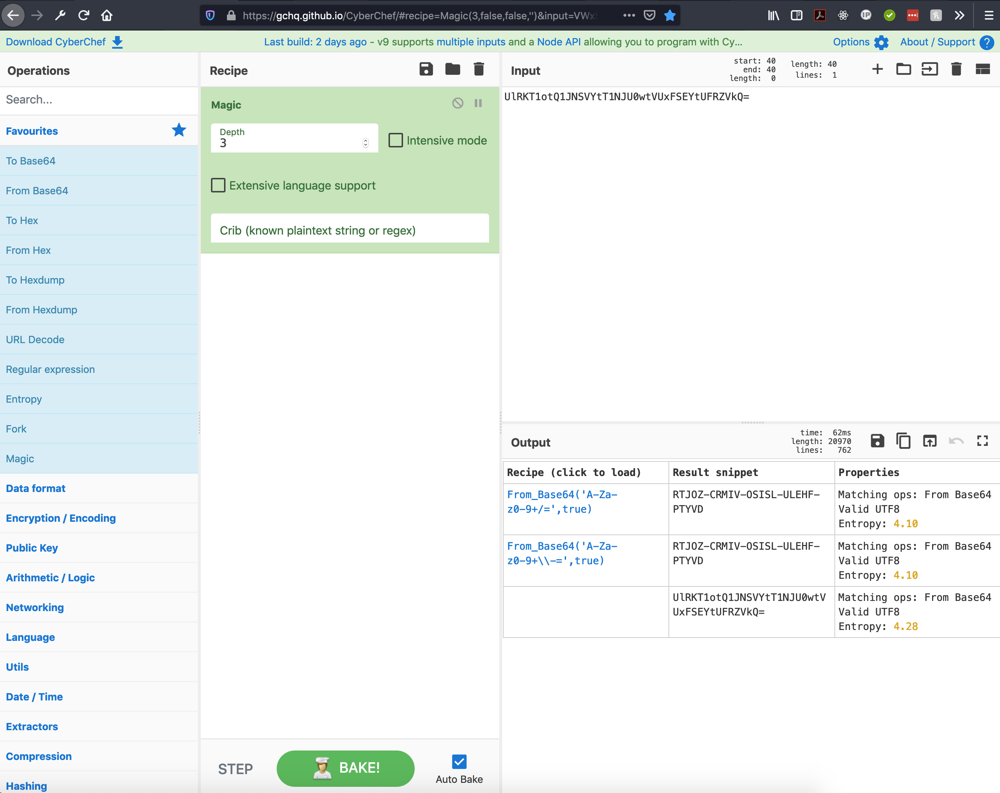 https://gchq.github.io/CyberChef/#recipe=Magic(3,false,false,'')&input=VWx
Download CyberChef
Last build: 2 days ago - v9 supports multiple inputs and a Node API allowing you to program with Cy...
Options
About / Support
Operations
Search...
Favourites
To Base64
From Base64
To Hex
From Hex
To Hexdump
From Hexdump
URL Decode
Regular expression
Entropy
Fork
Magic
Data format
Encryption / Encoding
Public Key
Arithmetic / Logic
Networking
Language
Utils
Date / Time
Extractors
Compression
Hashing
Recipe
Magic
Depth
3
Intensive mode
Extensive language support
Crib (known plaintext string or regex)
STEP
BAKE!
Auto Bake
Input
start: 40
end: 40
length: 0
length: 40
lines: 1
UlRKT1otQ1JNSVYtT1NJU0wtVUxFSEYtUFRZVkQ=
Output
time: 62ms
length: 20970
lines: 762
Recipe (click to load)
Result snippet
Properties
From_Base64('A-Za-
z0-9+/=',true)
RTJOZ-CRMIV-OSISL-ULEHF-
PTYVD
Matching ops: From Base64
Valid UTF8
Entropy: 4.10
From_Base64('A-Za-
z0-9+\\-=',true)
RTJOZ-CRMIV-OSISL-ULEHF-
PTYVD
Matching ops: From Base64
Valid UTF8
Entropy: 4.10
UlRKT1otQ1JNSVYtT1NJU0wtV
UxFSEYtUFRZVkQ=
Matching ops: From Base64
Valid UTF8
Entropy: 4.28